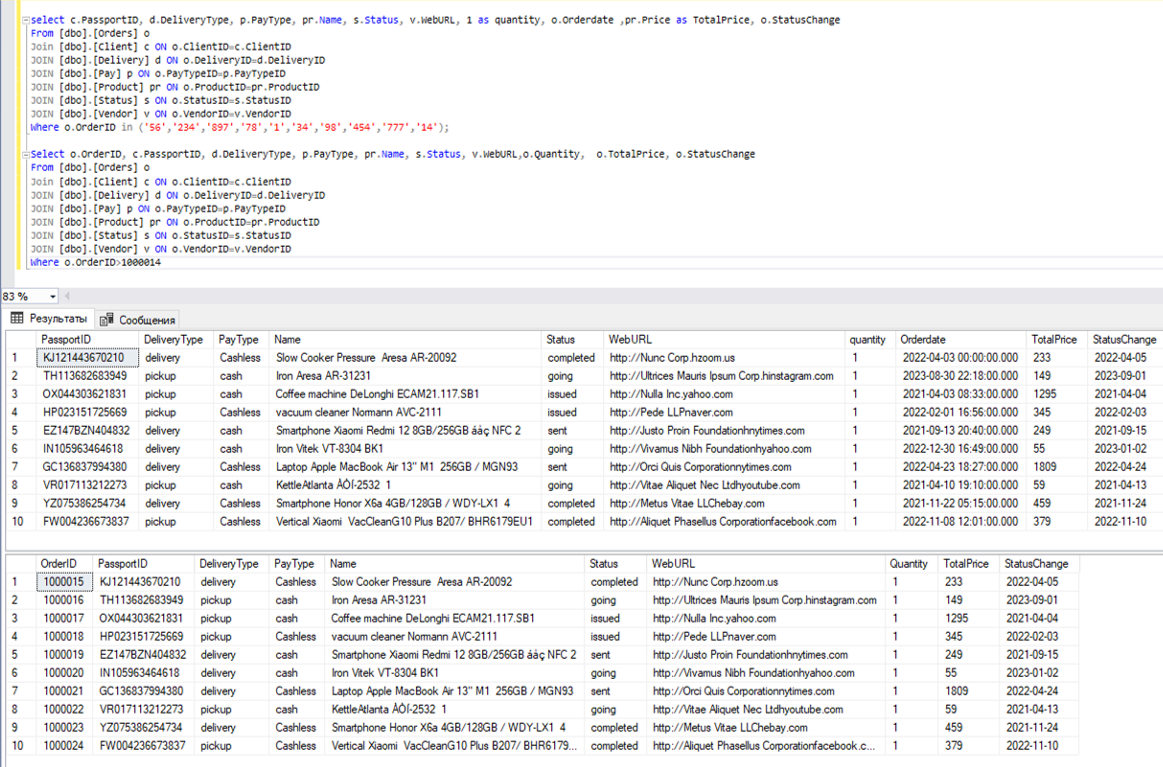 select c.PassportID, d.DeliveryType, p.PayType, pr.Name, s.Status, v.WebURL, 1 as quantity, o.Orderdate ,pr.Price as TotalPrice, o.StatusChange
From [dbo].[Orders] o
Join [dbo].[Client] c ON o.ClientID=c.ClientID
JOIN [dbo].[Delivery] d ON o.DeliveryID=d.DeliveryID
JOIN [dbo].[Pay] p ON o.PayTypeID=p.PayTypeID
JOIN [dbo].[Product] pr ON o.ProductID=pr.ProductID
JOIN [dbo].[Status] s ON o.StatusID=s.StatusID
JOIN [dbo].[Vendor] v ON o.VendorID=v.VendorID
Where o.OrderID in ('56','234','897','78','1','34','98','454','777','14');
Select o.OrderID, c.PassportID, d.DeliveryType, p.PayType, pr.Name, s.Status, v.WebURL,o.Quantity, o.TotalPrice, o.StatusChange
From [dbo].[Orders] o
Join [dbo].[Client] c ON o.ClientID=c.ClientID
JOIN [dbo].[Delivery] d ON o.DeliveryID=d.DeliveryID
JOIN [dbo].[Pay] p ON o.PayTypeID=p.PayTypeID
JOIN [dbo].[Product] pr ON o.ProductID=pr.ProductID
JOIN [dbo].[Status] s ON o.StatusID=s.StatusID
JOIN [dbo].[Vendor] v ON o.VendorID=v.VendorID
Where o.OrderID>1000014
83 %
Результаты Сообщения
PassportID DeliveryType PayType Name Status WebURL quantity Orderdate TotalPrice StatusChange
1 KJ121443670210 delivery Cashless Slow Cooker Pressure Aresa AR-20092 completed http://Nunc Corp.hzoom.us 1 2022-04-03 00:00:00.000 233 2022-04-05
2 TH113682683949 pickup cash Iron Aresa AR-31231 going http://Ultrices Mauris Ipsum Corp.hinstagram.com 1 2023-08-30 22:18:00.000 149 2023-09-01
3 OX044303621831 pickup cash Coffee machine DeLonghi ECAM21.117.SB1 issued http://Nulla Inc.yahoo.com 1 2021-04-03 08:33:00.000 1295 2021-04-04
4 HP023151725669 pickup Cashless vacuum cleaner Normann AVC-2111 issued http://Pede LLPnaver.com 1 2022-02-01 16:56:00.000 345 2022-02-03
5 EZ147BZN404832 delivery cash Smartphone Xiaomi Redmi 12 8GB/256GB áåç NFC 2 sent http://Justo Proin Foundationhnytimes.com 1 2021-09-13 20:40:00.000 249 2021-09-15
6 IN105963464618 delivery cash Iron Vitek VT-8304 BK1 going http://Vivamus Nibh Foundationhyahoo.com 1 2022-12-30 16:49:00.000 55 2023-01-02
7 GC136837994380 delivery Cashless Laptop Apple MacBook Air 13'' M1 256GB / MGN93 sent http://Orci Quis Corporationnytimes.com 1 2022-04-23 18:27:00.000 1809 2022-04-24
8 VR017113212273 pickup cash KettleAtlanta ÀÒÍ-2532 1 going http://Vitae Aliquet Nec Ltdhyoutube.com 1 2021-04-10 19:10:00.000 59 2021-04-13
9 YZ075386254734 delivery Cashless Smartphone Honor X6a 4GB/128GB / WDY-LX1 4 completed http://Metus Vitae LLChebay.com 1 2021-11-22 05:15:00.000 459 2021-11-24
10 FW004236673837 pickup Cashless Vertical Xiaomi VacCleanG10 Plus B207/ BHR6179EU1 completed http://Aliquet Phasellus Corporationfacebook.com 1 2022-11-08 12:01:00.000 379 2022-11-10
OrderID PassportID DeliveryType PayType Name Status WebURL Quantity TotalPrice StatusChange
1 1000015 KJ121443670210 delivery Cashless Slow Cooker Pressure Aresa AR-20092 completed http://Nunc Corp.hzoom.us 1 233 2022-04-05
2 1000016 TH113682683949 pickup cash Iron Aresa AR-31231 going http://Ultrices Mauris Ipsum Corp.hinstagram.com 1 149 2023-09-01
3 1000017 OX044303621831 pickup cash Coffee machine DeLonghi ECAM21.117.SB1 issued http://Nulla Inc.yahoo.com 1 1295 2021-04-04
4 1000018 HP023151725669 pickup Cashless vacuum cleaner Normann AVC-2111 issued http://Pede LLPnaver.com 1 345 2022-02-03
5 1000019 EZ147BZN404832 delivery cash Smartphone Xiaomi Redmi 12 8GB/256GB áåç NFC 2 sent http://Justo Proin Foundationhnytimes.com 1 249 2021-09-15
6 1000020 IN105963464618 delivery cash Iron Vitek VT-8304 BK1 going http://Vivamus Nibh Foundationhyahoo.com 1 55 2023-01-02
7 1000021 GC136837994380 delivery Cashless Laptop Apple MacBook Air 13'' M1 256GB / MGN93 sent http://Orci Quis Corporationnytimes.com 1 1809 2022-04-24
8 1000022 VR017113212273 pickup cash KettleAtlanta ÀÒÍ-2532 1 going http://Vitae Aliquet Nec Ltdhyoutube.com 1 59 2021-04-13
9 1000023 YZ075386254734 delivery Cashless Smartphone Honor X6a 4GB/128GB / WDY-LX1 4 completed http://Metus Vitae LLChebay.com 1 459 2021-11-24
10 1000024 FW004236673837 pickup Cashless Vertical Xiaomi VacCleanG10 Plus B207/ BHR6179... completed http://Aliquet Phasellus Corporationfacebook.c... 1 379 2022-11-10